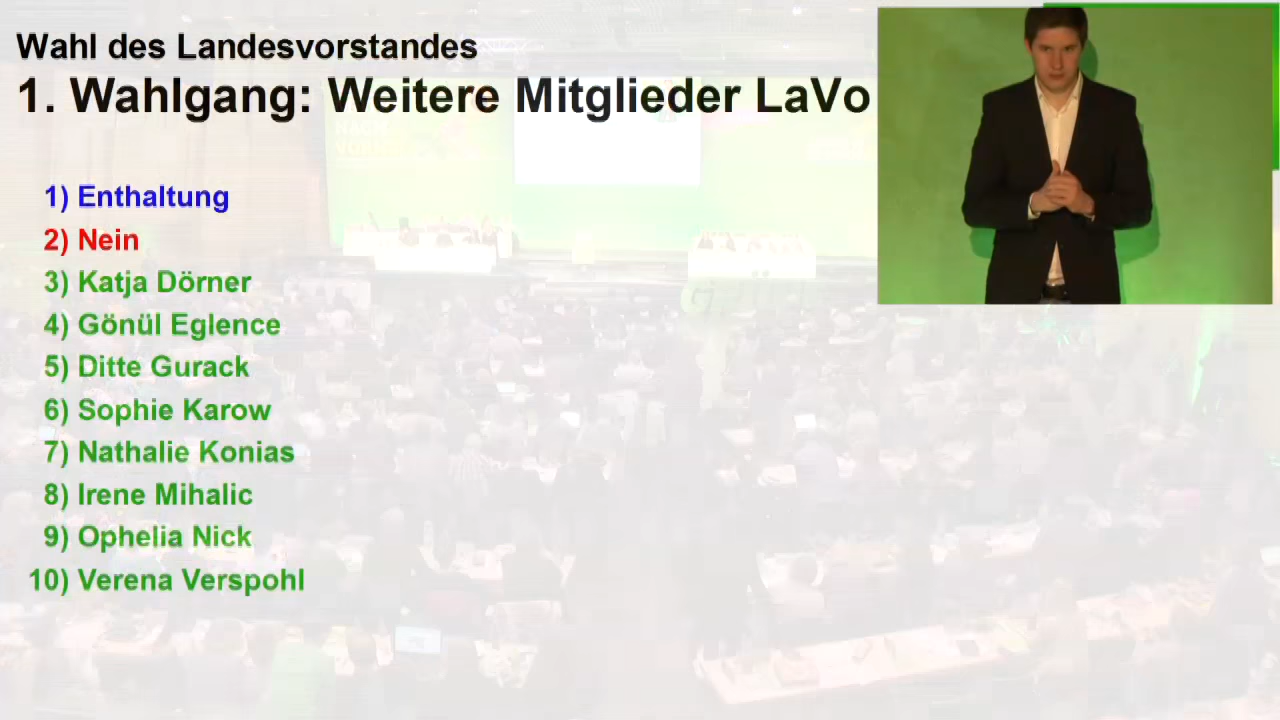 Wahl des Landesvorstandes
1. Wahlgang: Weitere Mitglieder LaVo
1) Enthaltung
2) Nein
3) Katja Dörner
4) Gönül Eglence
5) Ditte Gurack
6) Sophie Karow
7) Nathalie Konias
8) Irene Mihalic
9) Ophelia Nick
10) Verena Verspohl